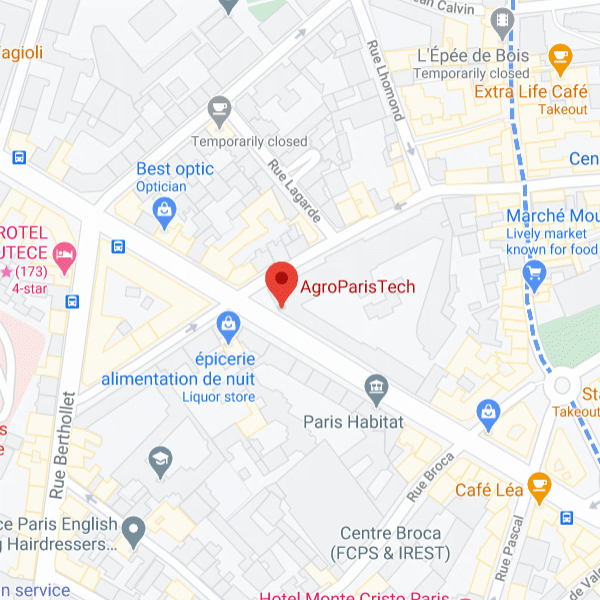 an Calvin
L'Épée de Bois
Temporarily closed
agioli
Rue Lhomond
Extra Life Café
Takeout
Temporarily closed
Cen
Best optic
Optician
Rue Lagarde
Marché Mou
Lively market
known for food
OTEL
UTECE
(173)
4-star
AgroParisTech
épicerie
alimentation de nuit
Liquor store
Sta
Takeout
Paris Habitat
Rue Berthollet
s
e
Rue Broca
Café Léa
ce Paris English
g Hairdressers...
Centre Broca
(FCPS & IREST)
Rue Pascal
de Vale
n service
Hotel Monte Cristo Paris